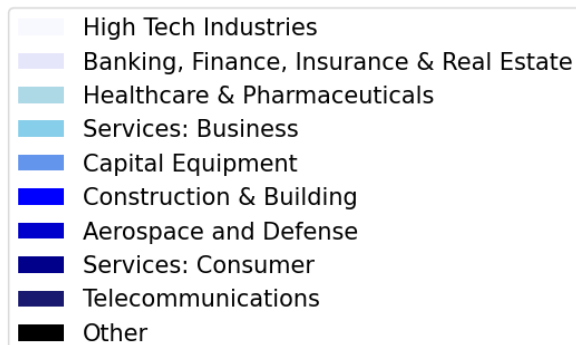 High Tech Industries
Banking, Finance, Insurance & Real Estate
Healthcare & Pharmaceuticals
Services: Business
Capital Equipment
Construction & Building
Aerospace and Defense
Services: Consumer
Telecommunications
Other